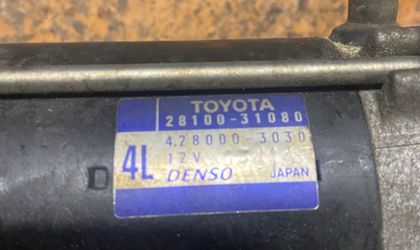 TOYOTA
28100-31080
428000-3030
12V
4L DENSO JAPAN